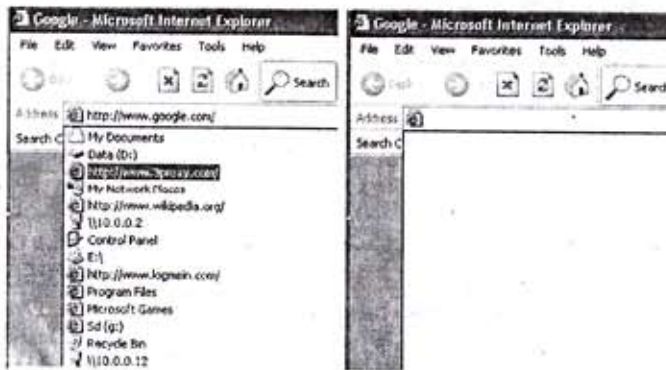 Google - Microsoft Internet Explorer
File Edit View Favorites Tools Help
Search
Address http://www.google.com/
Search
My Documents
Data (D:)
http://www.3proxy.com/
My Network Places
http://www.wikipedia.org/
\\10.0.0.2
Control Panel
E:\
http://www.logmein.com/
Program Files
Microsoft Games
Sd (g:)
Recycle Bin
\\10.0.0.12
Google - Microsoft Internet Explorer
File Edit View Favorites Tools Help
Back Search
Address
Search C